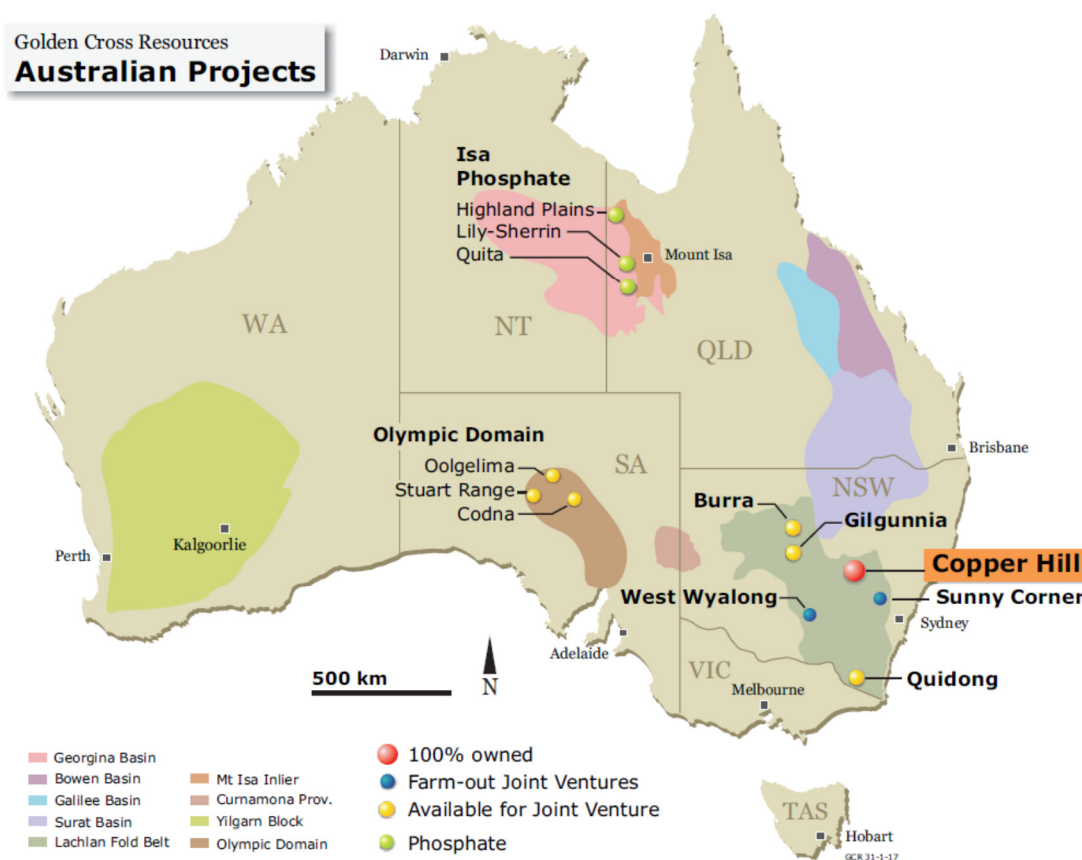 Golden Cross Resources
Australian Projects
Darwin
Isa
Phosphate
Highland Plains
Lily-Sherrin
Quita
Mount Isa
WA
NT
QLD
Olympic Domain
Oolgelima
Stuart Range
Codna
SA
Brisbane
NSW
Burra
Gilgunnia
Kalgoorlie
Perth
Copper Hill
West Wyalong
Sunny Corner
Sydney
Adelaide
500 km
N
VIC
Melbourne
Quidong
Georgina Basin
Bowen Basin
Galilee Basin
Surat Basin
Lachlan Fold Belt
Mt Isa Inlier
Curnamona Prov.
Yilgarn Block
Olympic Domain
100% owned
Farm-out Joint Ventures
Available for Joint Venture
Phosphate
TAS
Hobart
GCR 31-1-17